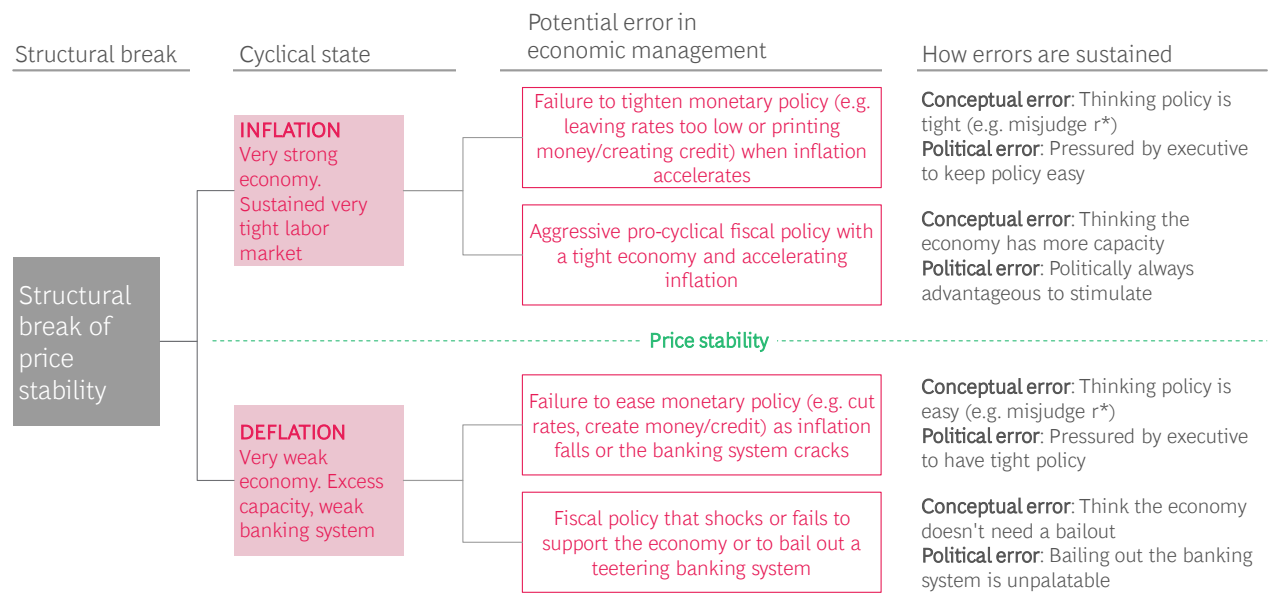 Structural break
Cyclical state
Potential error in
economic management
How errors are sustained
Structural
break of
price
stability
INFLATION
Very strong
economy.
Sustained very
tight labor
market
Failure to tighten monetary policy (e.g.
leaving rates too low or printing
money/creating credit) when inflation
accelerates
Conceptual error: Thinking policy is
tight (e.g. misjudge r*)
Political error: Pressured by executive
to keep policy easy
Aggressive pro-cyclical fiscal policy with
a tight economy and accelerating
inflation
Conceptual error: Thinking the
economy has more capacity
Political error: Politically always
advantageous to stimulate
Price stability
DEFLATION
Very weak
economy. Excess
capacity, weak
banking system
Failure to ease monetary policy (e.g. cut
rates, create money/credit) as inflation
falls or the banking system cracks
Conceptual error: Thinking policy is
easy (e.g. misjudge r*)
Political error: Pressured by executive
to have tight policy
Fiscal policy that shocks or fails to
support the economy or to bail out a
teetering banking system
Conceptual error: Think the economy
doesn't need a bailout
Political error: Bailing out the banking
system is unpalatable